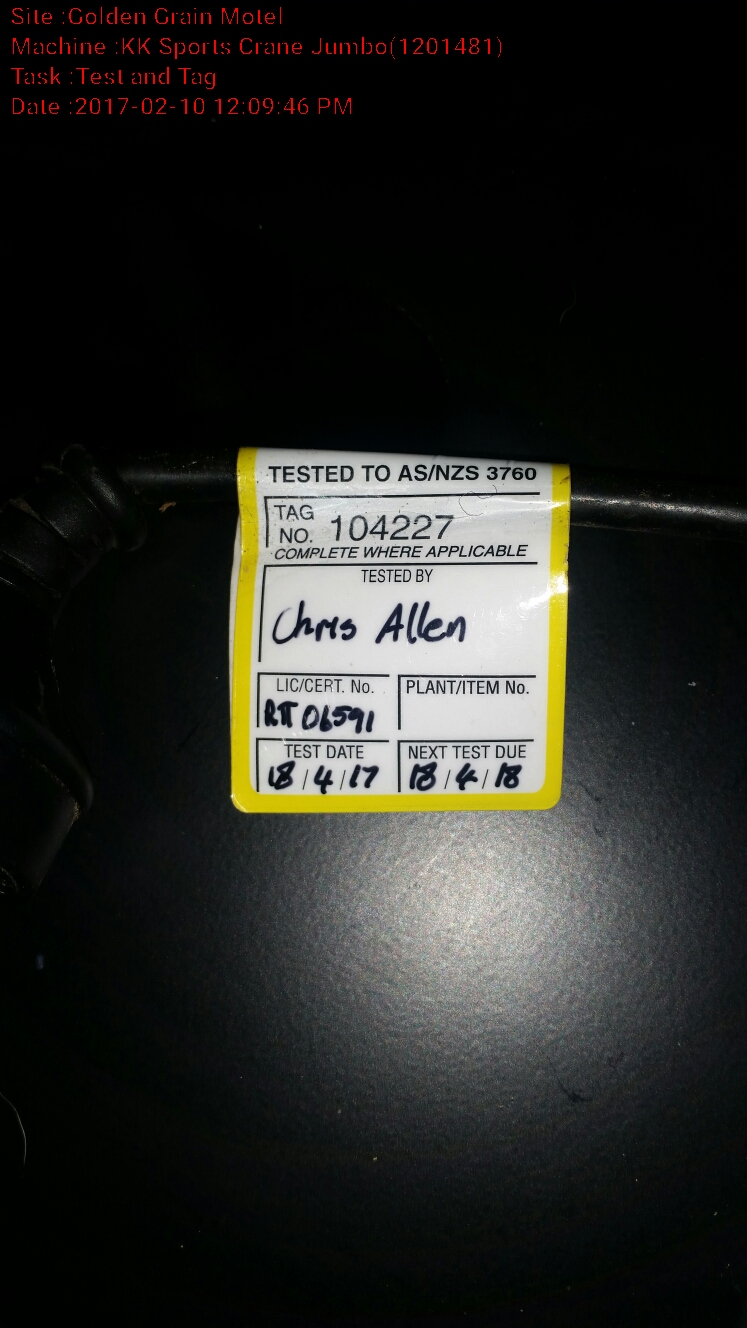 Site :Golden Grain Motel
Machine :KK Sports Crane Jumbo(1201481)
Task :Test and Tag
Date :2017-02-10 12:09:46 PM
TESTED TO AS/NZS 3760
TAG
NO. 104227
COMPLETE WHERE APPLICABLE
TESTED BY
Chris Allen
LIC/CERT. No. PLANT/ITEM No.
RTT 06591
TEST DATE NEXT TEST DUE
18/4/17 18/4/18